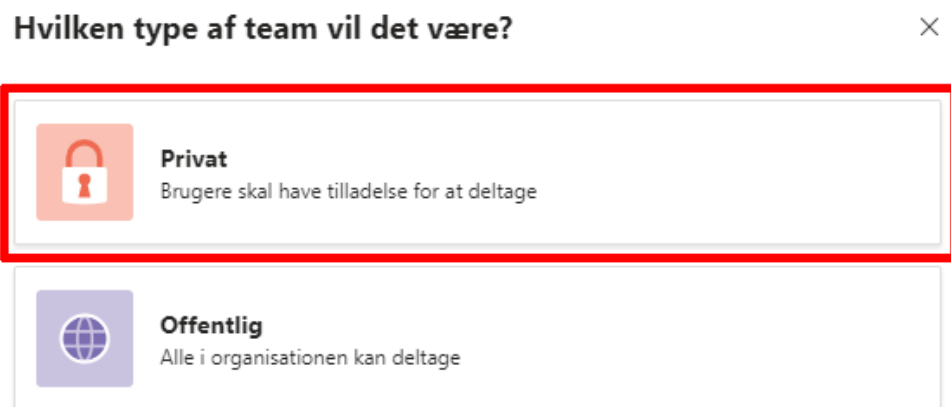 Hvilken type af team vil det være?
Privat
Brugere skal have tilladelse for at deltage
Offentlig
Alle i organisationen kan deltage